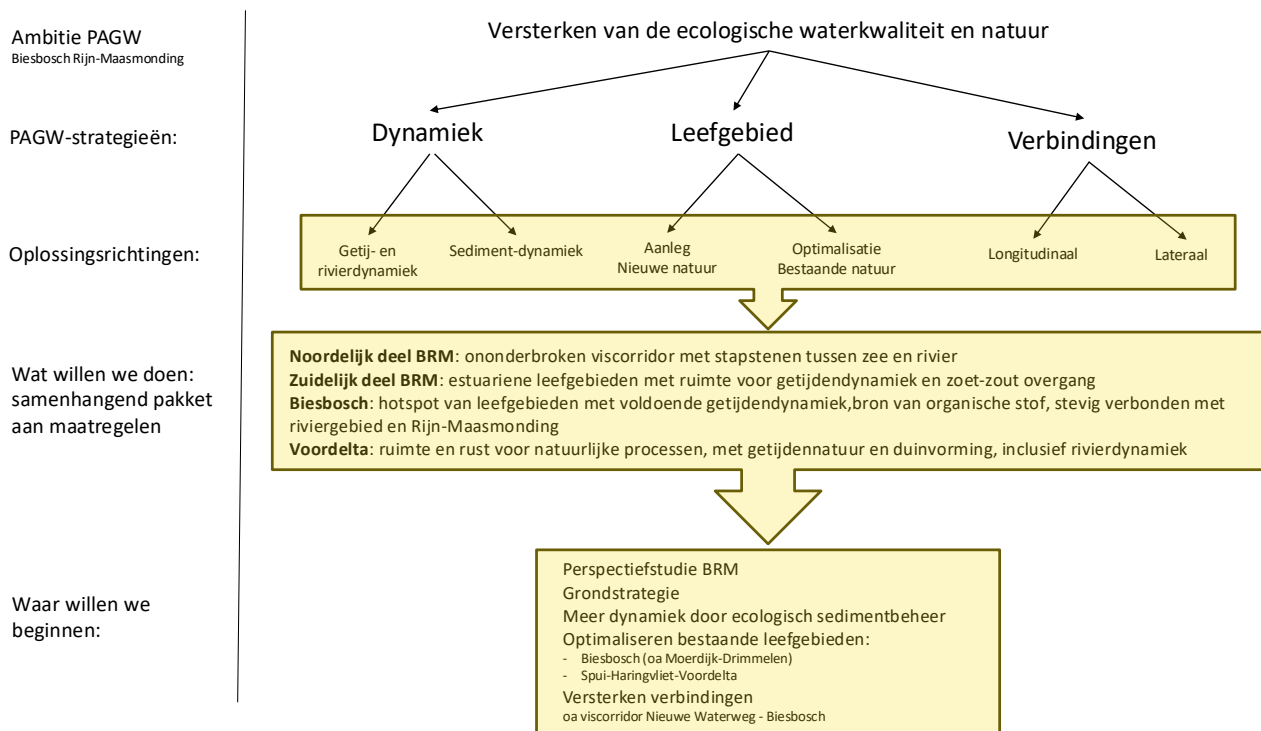 Ambitie PAGW
Biesbosch Rijn-Maasmonding
Versterken van de ecologische waterkwaliteit en natuur
PAGW-strategieën:
Dynamiek
Leefgebied
Verbindingen
Oplossingsrichtingen:
Getij- en
rivierdynamiek
Sediment-dynamiek
Aanleg
Nieuwe natuur
Optimalisatie
Bestaande natuur
Longitudinaal
Lateraal
Wat willen we doen:
samenhangend pakket
aan maatregelen
Noordelijk deel BRM: ononderbroken viscorridor met stapstenen tussen zee en rivier
Zuidelijk deel BRM: estuariene leefgebieden met ruimte voor getijdendynamiek en zoet-zout overgang
Biesbosch: hotspot van leefgebieden met voldoende getijdendynamiek,bron van organische stof, stevig verbonden met
riviergebied en Rijn-Maasmonding
Voordelta: ruimte en rust voor natuurlijke processen, met getijdennatuur en duinvorming, inclusief rivierdynamiek
Waar willen we
beginnen:
Perspectiefstudie BRM
Grondstrategie
Meer dynamiek door ecologisch sedimentbeheer
Optimaliseren bestaande leefgebieden:
- Biesbosch (oa Moerdijk-Drimmelen)
- Spui-Haringvliet-Voordelta
Versterken verbindingen
oa viscorridor Nieuwe Waterweg - Biesbosch